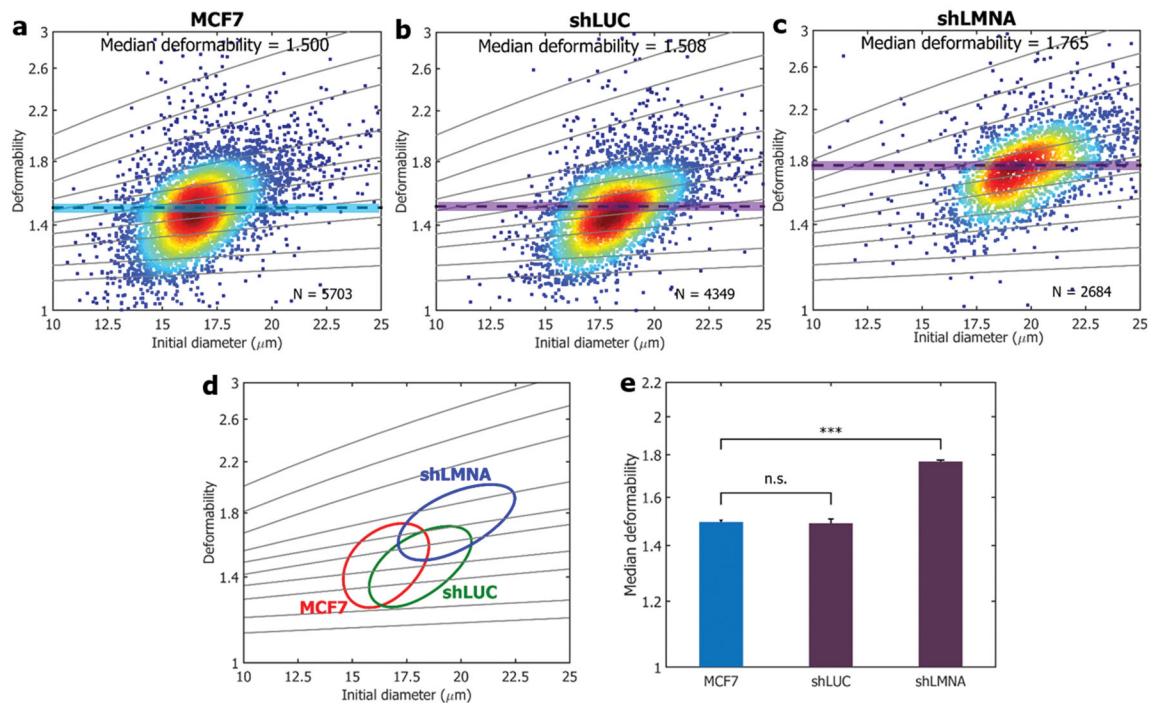 a
MCF7
Median deformability = 1.500
3
2.6
2.2
1.8
1.4
1
Deformability
N = 5703
10 12.5 15 17.5 20 22.5 25
Initial diameter (μm)
b
shLUC
Median deformability = 1.508
3
2.6
2.2
1.8
1.4
1
Deformability
N = 4349
10 12.5 15 17.5 20 22.5 25
Initial diameter (μm)
c
shLMNA
Median deformability = 1.765
3
2.6
2.2
1.8
1.4
1
Deformability
N = 2684
10 12.5 15 17.5 20 22.5 25
Initial diameter (μm)
d
3
2.6
2.2
1.8
1.4
1
Deformability
shLMNA
MCF7
shLUC
10 12.5 15 17.5 20 22.5 25
Initial diameter (μm)
e
2.2
2
1.8
1.6
1.4
1.2
1
Median deformability
***
n.s.
MCF7 shLUC shLMNA